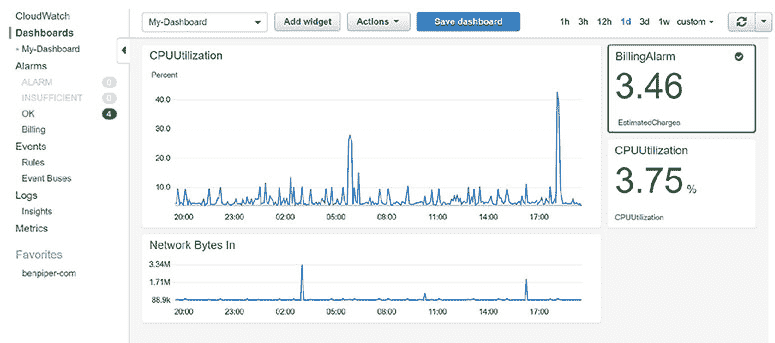 CloudWatch
Dashboards
My-Dashboard
Alarms
ALARM 0
INSUFFICIENT 0
OK 4
Billing
Events
Rules
Event Buses
Logs
Insights
Metrics
Favorites
benpiper-com
My-Dashboard
Add widget
Actions
Save dashboard
1h 3h 12h 1d 3d 1w custom
CPUUtilization
Percent
40.0
30.0
20.0
10.0
20:00 23:00 02:00 05:00 08:00 11:00 14:00 17:00
BillingAlarm
3.46
EstimatedCharges
CPUUtilization
3.75 %
CPUUtilization
Network Bytes In
3.34M
1.71M
88.9k
20:00 23:00 02:00 05:00 08:00 11:00 14:00 17:00